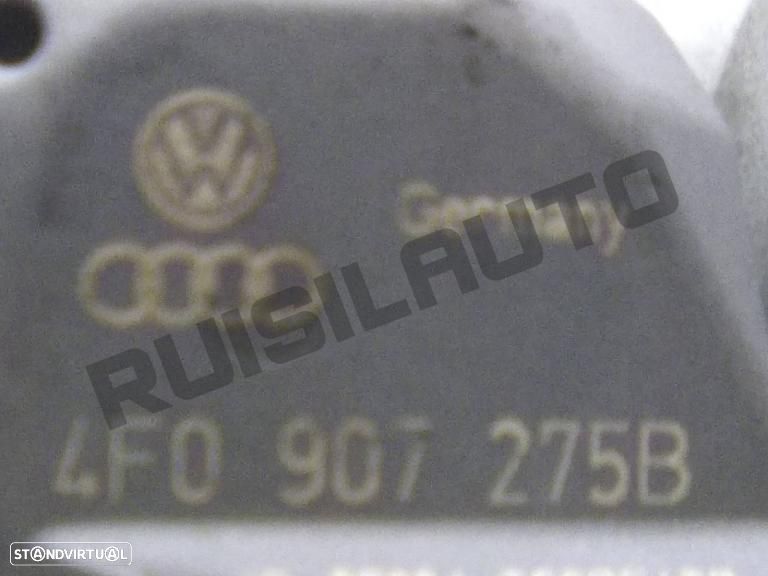 Germany
RUISILAUTO
4F0 907 275B
STANDVIRTUAL